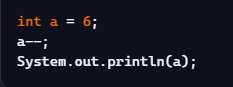 int a = 6;
a--;
System.out.println(a);